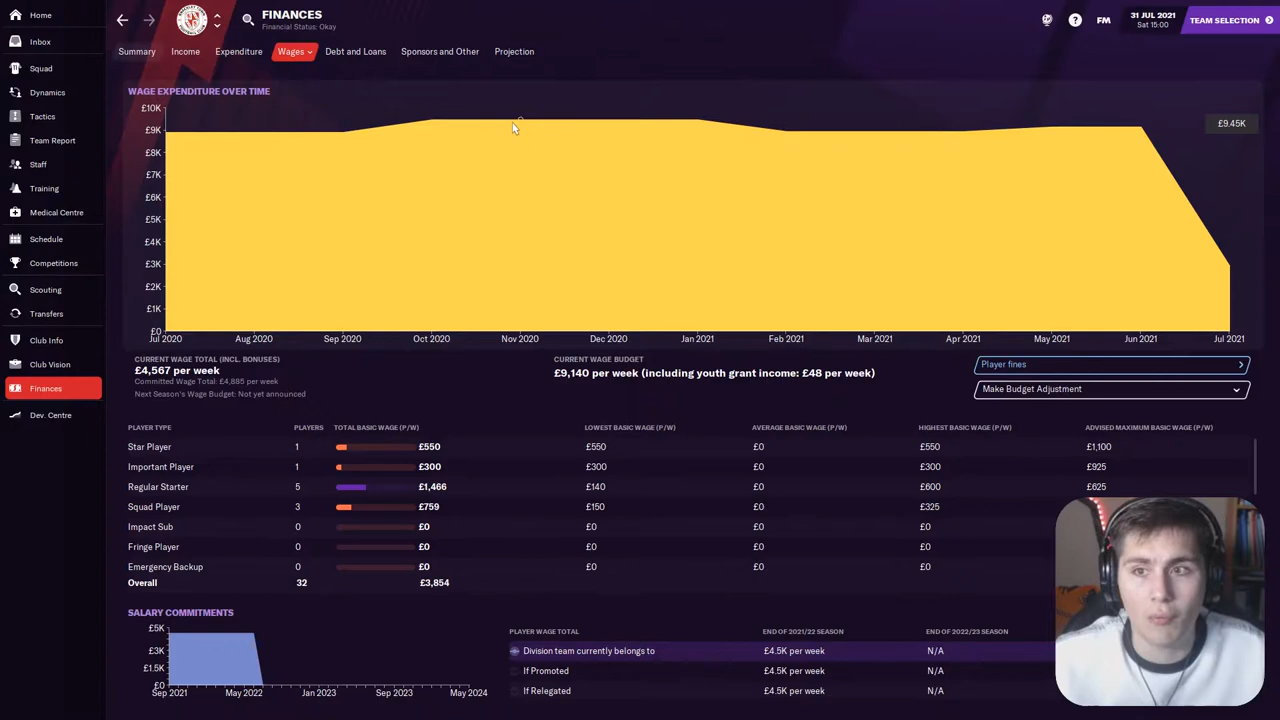 Home
Inbox
Squad
Dynamics
Tactics
Team Report
Staff
Training
Medical Centre
Schedule
Competitions
Scouting
Transfers
Club Info
Club Vision
Finances
Dev. Centre
FINANCES
Financial Status: Okay
FM
31 JUL 2021
Sat 15:00
TEAM SELECTION
Summary Income Expenditure Wages Debt and Loans Sponsors and Other Projection
WAGE EXPENDITURE OVER TIME
£10K
£9K
£8K
£7K
£6K
£5K
£4K
£3K
£2K
£1K
£0
£9.45K
Jul 2020 Aug 2020 Sep 2020 Oct 2020 Nov 2020 Dec 2020 Jan 2021 Feb 2021 Mar 2021 Apr 2021 May 2021 Jun 2021 Jul 2021
CURRENT WAGE TOTAL (INCL. BONUSES)
£4,567 per week
Committed Wage Total: £4,885 per week
Next Season's Wage Budget: Not yet announced
CURRENT WAGE BUDGET
£9,140 per week (including youth grant income: £48 per week)
Player fines
Make Budget Adjustment
PLAYER TYPE PLAYERS TOTAL BASIC WAGE (P/W) LOWEST BASIC WAGE (P/W) AVERAGE BASIC WAGE (P/W) HIGHEST BASIC WAGE (P/W) ADVISED MAXIMUM BASIC WAGE (P/W)
Star Player 1 £550 £550 £0 £550 £1,100
Important Player 1 £300 £300 £0 £300 £925
Regular Starter 5 £1,466 £140 £0 £600 £625
Squad Player 3 £759 £150 £0 £325
Impact Sub 0 £0 £0 £0 £0
Fringe Player 0 £0 £0 £0 £0
Emergency Backup 0 £0 £0 £0 £0
Overall 32 £3,854
SALARY COMMITMENTS
£5K
£3K
£1.5K
£0
Sep 2021 May 2022 Jan 2023 Sep 2023 May 2024
PLAYER WAGE TOTAL END OF 2021/22 SEASON END OF 2022/23 SEASON
Division team currently belongs to £4.5K per week N/A
If Promoted £4.5K per week N/A
If Relegated £4.5K per week N/A